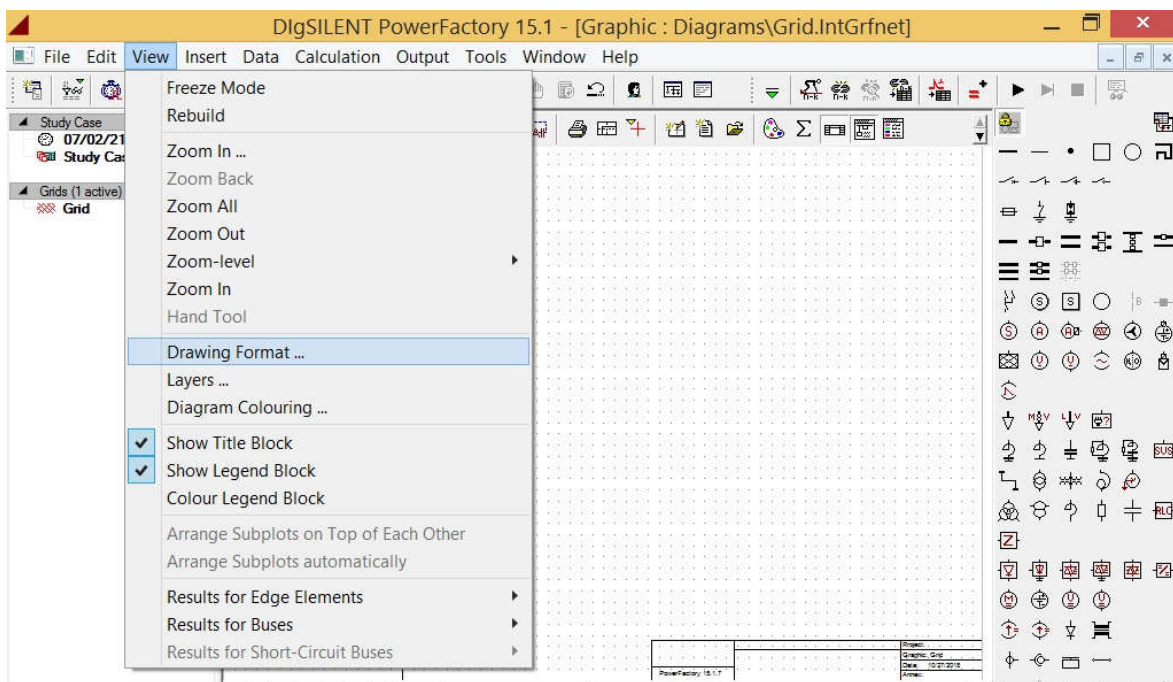 DIgSILENT PowerFactory 15.1 - [Graphic : Diagrams\Grid.IntGrfnet]
File Edit View Insert Data Calculation Output Tools Window Help
Freeze Mode
Rebuild
Study Case
07/02/21
Study Cas
Zoom In ...
Zoom Back
Grids (1 active)
Zoom All
Grid
Zoom Out
Zoom-level
Zoom In
Hand Tool
Drawing Format ...
Layers ...
Diagram Colouring ...
Show Title Block
Show Legend Block
Colour Legend Block
Arrange Subplots on Top of Each Other
Arrange Subplots automatically
Results for Edge Elements
Results for Buses
Results for Short-Circuit Buses
Project:
Graphic: Grid
PowerFactory 15.1.7
Date: 10/27/2016
Annex: